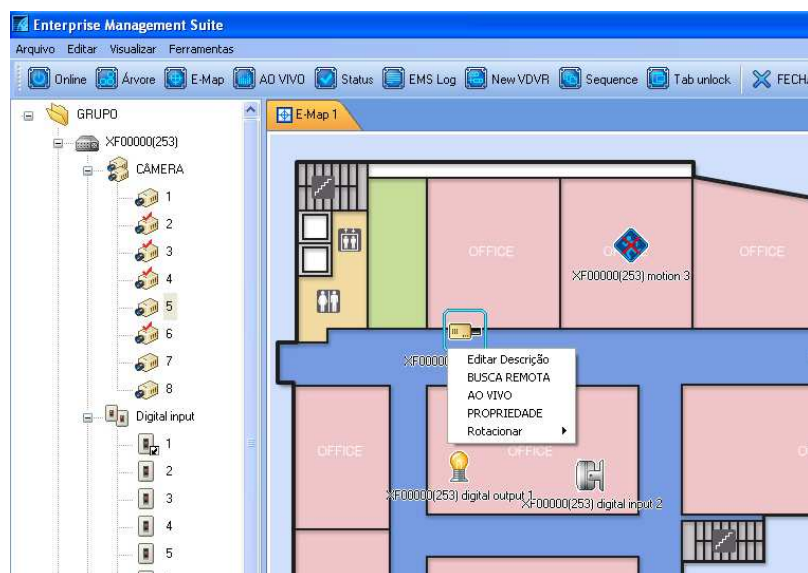 Enterprise Management Suite
Arquivo Editar Visualizar Ferramentas
Online Árvore E-Map AO VIVO Status EMS Log New VDVR Sequence Tab unlock FECHA
GRUPO
XF00000(253)
CÂMERA
1
2
3
4
5
6
7
8
Digital input
1
2
3
4
5
E-Map 1
OFFICE
OFFICE
XF00000(253) motion 3
XF0000
Editar Descrição
BUSCA REMOTA
AO VIVO
PROPRIEDADE
Rotacionar
OFFICE
OFFICE
XF00000(253) digital output 1
XF00000(253) digital input 2